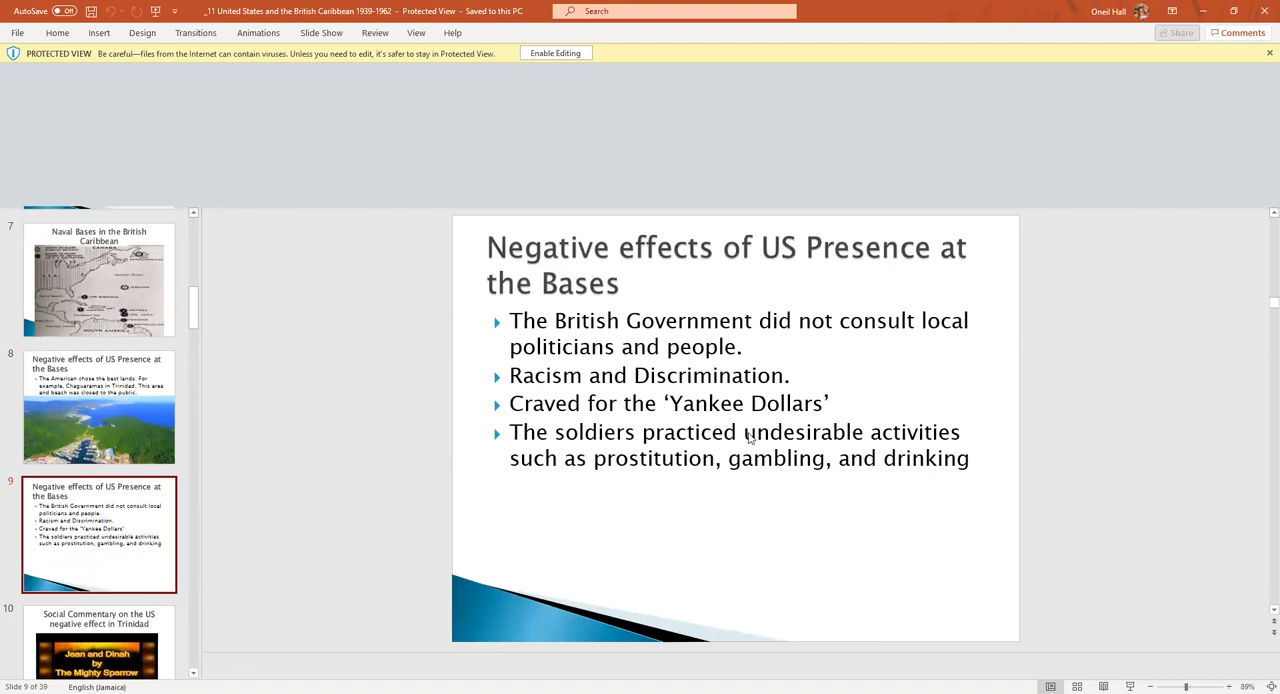 AutoSave Off
_11 United States and the British Caribbean 1939-1962 - Protected View - Saved to this PC
Search
Oneil Hall
File Home Insert Design Transitions Animations Slide Show Review View Help
Share Comments
PROTECTED VIEW Be careful—files from the Internet can contain viruses. Unless you need to edit, it's safer to stay in Protected View. Enable Editing
7
Naval Bases in the British
Caribbean
8
Negative effects of US Presence at
the Bases
The American chose the best lands. For
example, Chaguaramas in Trinidad. This area
and beach was closed to the public.
9
Negative effects of US Presence at
the Bases
The British Government did not consult local
politicians and people.
Racism and Discrimination.
Craved for the 'Yankee Dollars'
The soldiers practiced undesirable activities
such as prostitution, gambling, and drinking
10
Social Commentary on the US
negative effect in Trinidad
Jean and Dinah
by
The Mighty Sparrow
Negative effects of US Presence at
the Bases
The British Government did not consult local
politicians and people.
Racism and Discrimination.
Craved for the ‘Yankee Dollars’
The soldiers practiced undesirable activities
such as prostitution, gambling, and drinking
Slide 9 of 39 English (Jamaica)
89%